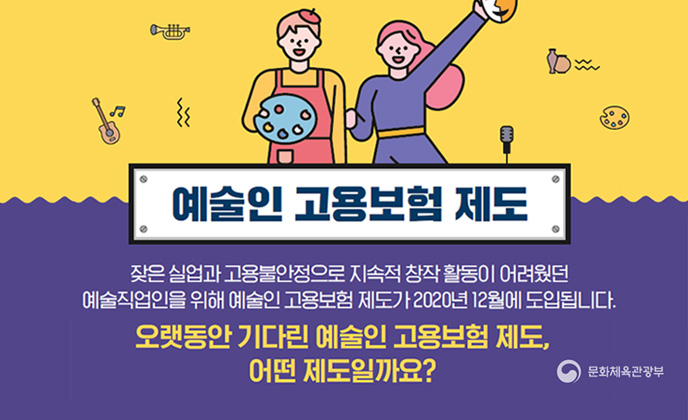 예술인 고용보험 제도
잦은 실업과 고용불안정으로 지속적 창작 활동이 어려웠던
예술직업인을 위해 예술인 고용보험 제도가 2020년 12월에 도입됩니다.
오랫동안 기다린 예술인 고용보험 제도,
어떤 제도일까요?
문화체육관광부